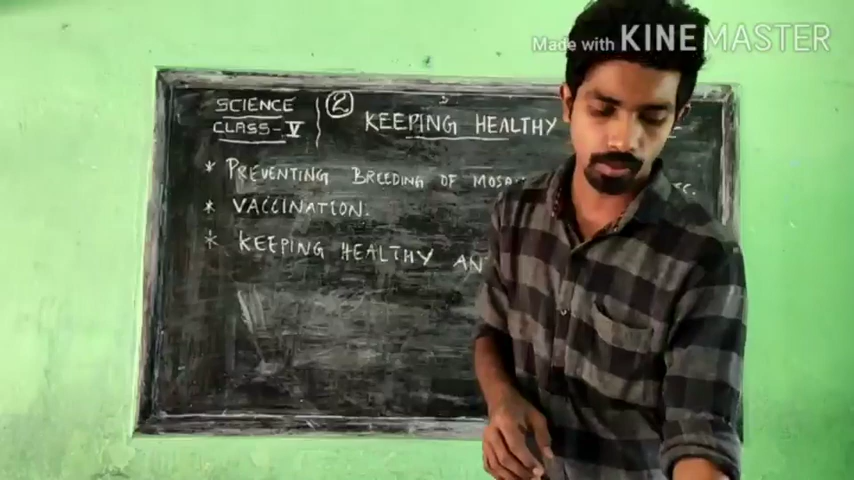 Made with KINEMASTER
SCIENCE
CLASS-V
2
KEEPING HEALTHY
* PREVENTING BREEDING OF
* VACCINATION.
* KEEPING HEALTHY